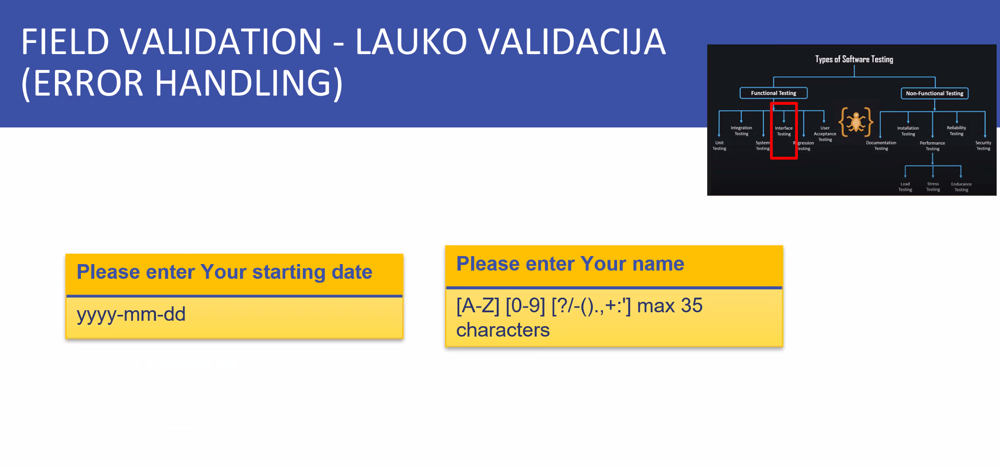 FIELD VALIDATION - LAUKO VALIDACIJA
(ERROR HANDLING)
Types of Software Testing
Functional Testing
Non-Functional Testing
Integration
Testing
Interface
Testing
User
Acceptance
Testing
Unit
Testing
System
Testing
Regression
Testing
Installation
Testing
Reliability
Testing
Documentation
Testing
Performance
Testing
Security
Testing
Load
Testing
Stress
Testing
Endurance
Testing
Please enter Your starting date
yyyy-mm-dd
Please enter Your name
[A-Z] [0-9] [?/-().,+:'] max 35
characters